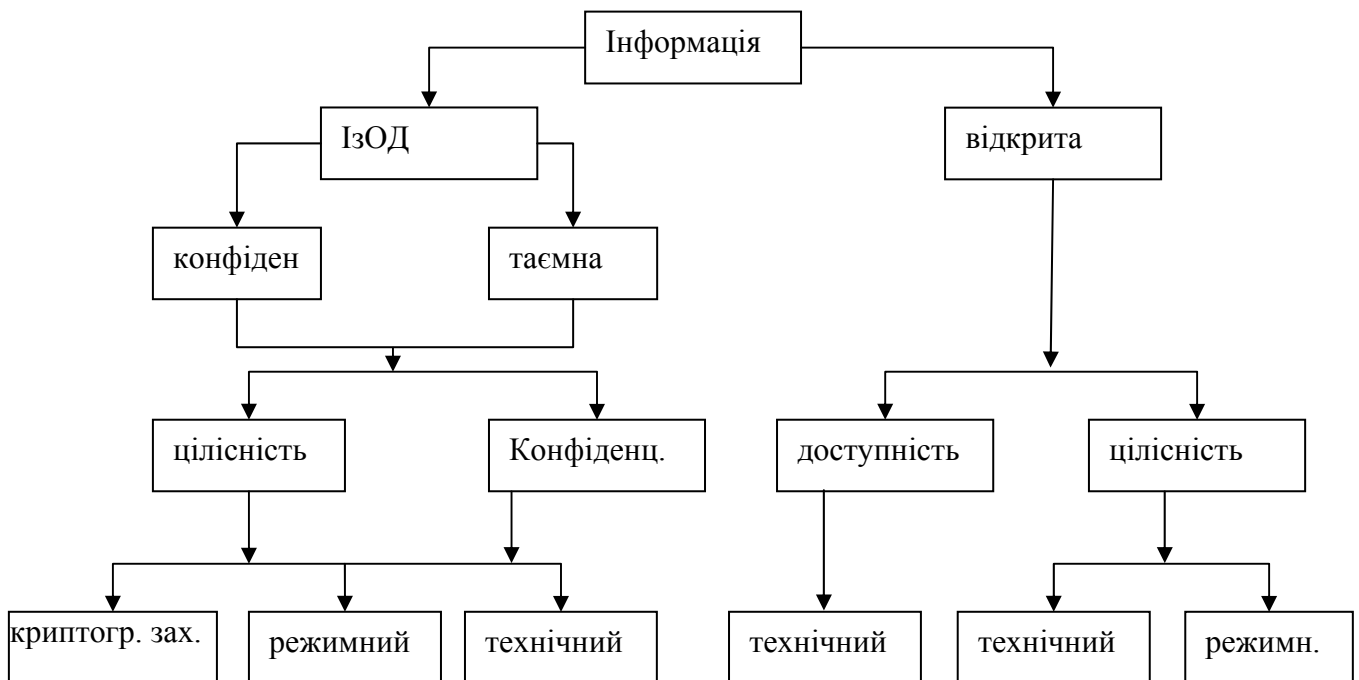 Інформація
ІзОД
відкрита
конфіден
таємна
цілісність
Конфіденц.
доступність
цілісність
криптогр. зах.
режимний
технічний
технічний
технічний
режимн.